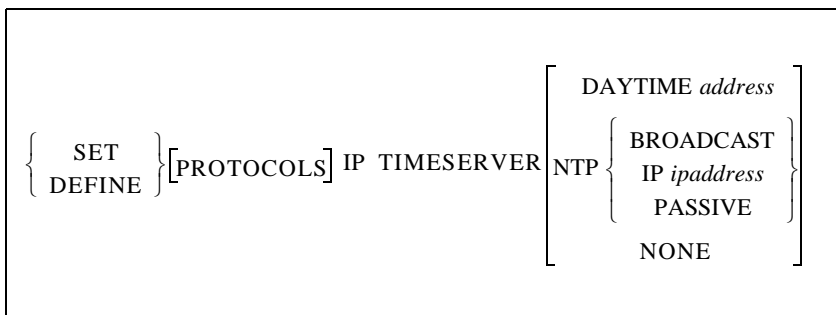 DAYTIME address
SET
DEFINE
[PROTOCOLS] IP TIMESERVER
NTP
BROADCAST
IP ipaddress
PASSIVE
NONE